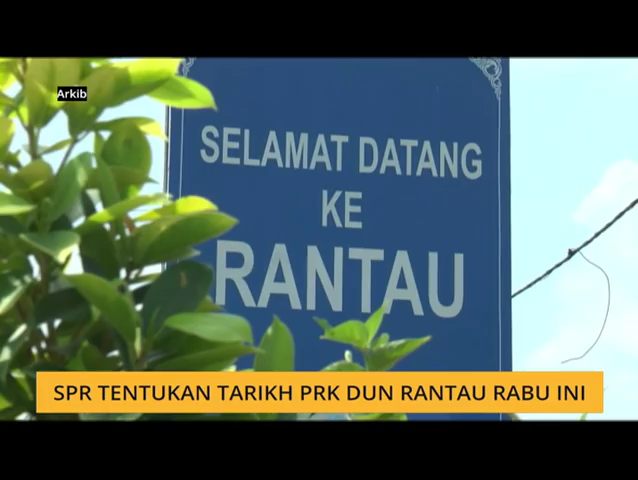 Arkib
SELAMAT DATANG
KE
RANTAU
SPR TENTUKAN TARIKH PRK DUN RANTAU RABU INI